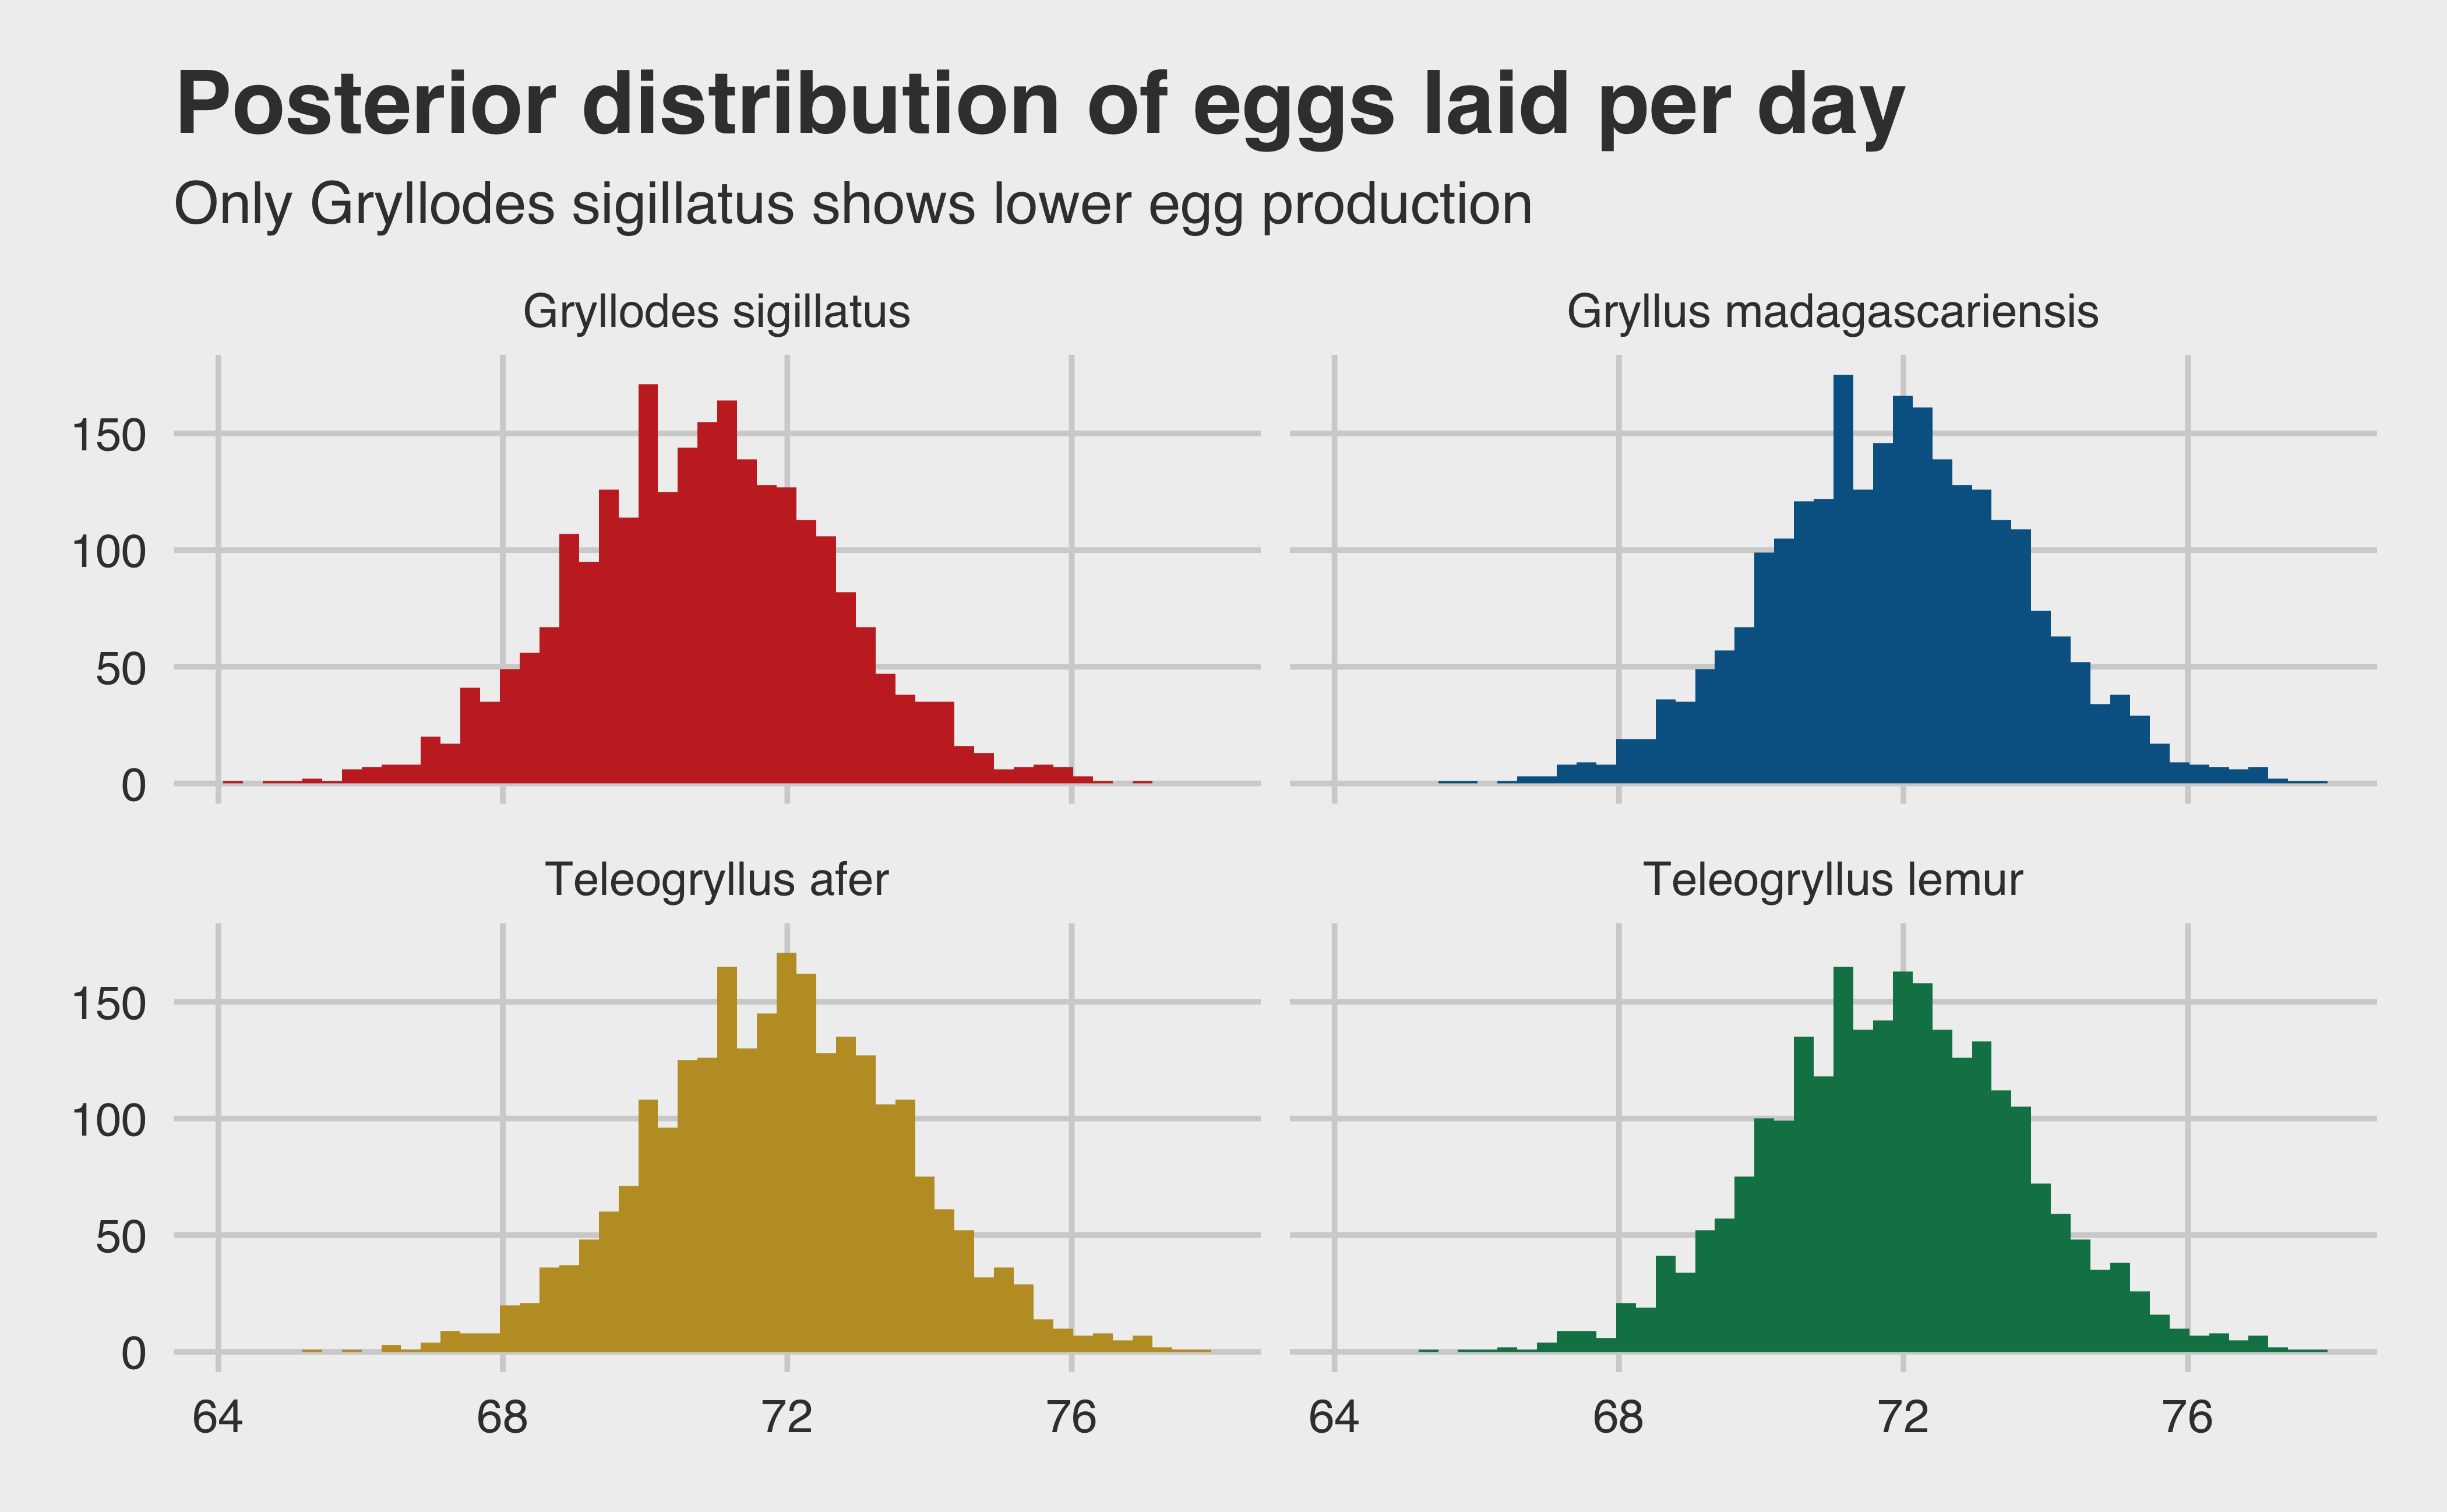 Posterior distribution of eggs laid per day
Only Gryllodes sigillatus shows lower egg production
Gryllodes sigillatus
Gryllus madagascariensis
150
100
50
0
Teleogryllus afer
Teleogryllus lemur
150
100
50
0
64 68 72 76
64 68 72 76